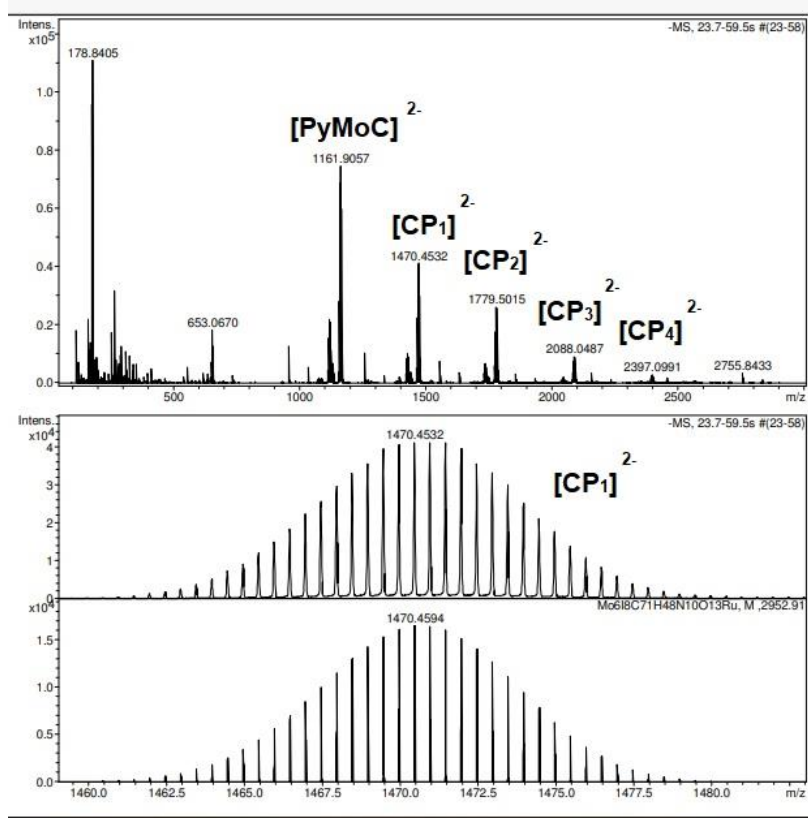 Intens.
x10^5
-MS, 23.7-59.5s #(23-58)
178.8405
1.0
0.8
0.6
0.4
0.2
0.0
[PyMoC]2-
1161.9057
[CP1]2-
1470.4532
[CP2]2-
1779.5015
[CP3]2-
2088.0487
[CP4]2-
2397.0991
653.0670
2755.8433
500
1000
1500
2000
2500
m/z
Intens.
x10^4
-MS, 23.7-59.5s #(23-58)
1470.4532
4
3
2
1
0
[CP1]2-
x10^4
Mo6I8C71H48N10O13Ru, M ,2952.91
1470.4594
1.5
1.0
0.5
0.0
1460.0
1462.5
1465.0
1467.5
1470.0
1472.5
1475.0
1477.5
1480.0
m/z